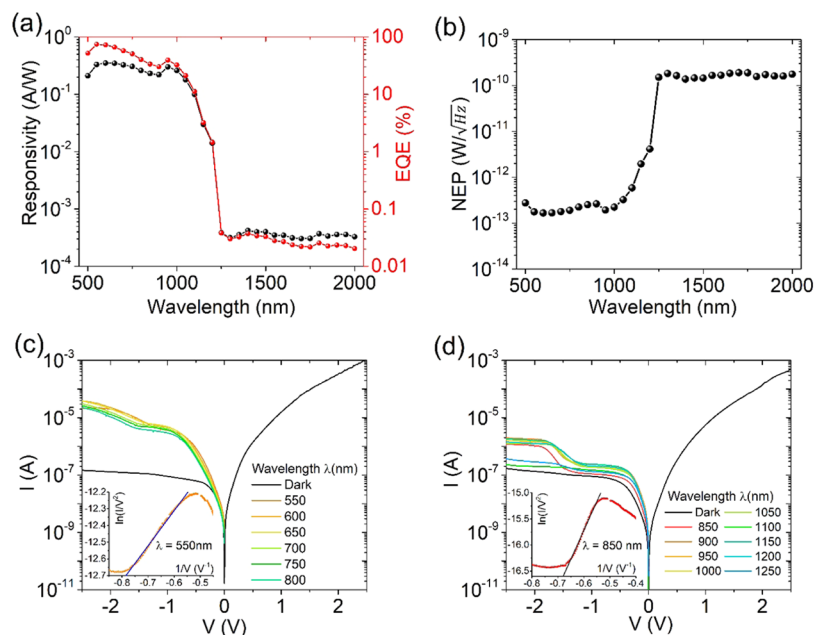 (a)
10⁰
10⁻¹
10⁻²
10⁻³
10⁻⁴
Responsivity (A/W)
100
10
1
0.1
0.01
EQE (%)
500 1000 1500 2000
Wavelength (nm)
(b)
10⁻⁹
10⁻¹⁰
10⁻¹¹
10⁻¹²
10⁻¹³
10⁻¹⁴
NEP (W/√Hz)
500 1000 1500 2000
Wavelength (nm)
(c)
10⁻³
10⁻⁵
10⁻⁷
10⁻⁹
10⁻¹¹
I (A)
Wavelength λ(nm)
Dark
550
600
650
700
750
800
-12.2
-12.3
-12.4
-12.5
-12.6
-12.7
ln(I/V²)
λ = 550nm
1/V (V⁻¹)
-0.8 -0.7 -0.6 -0.5
-2 -1 0 1 2
V (V)
(d)
10⁻³
10⁻⁵
10⁻⁷
10⁻⁹
10⁻¹¹
I (A)
Wavelength λ(nm)
Dark 1050
850 1100
900 1150
950 1200
1000 1250
-15.0
-15.5
-16.0
-16.5
ln(I/V²)
λ = 850 nm
1/V (V⁻¹)
-0.8 -0.7 -0.6 -0.5 -0.4
-2 -1 0 1 2
V (V)